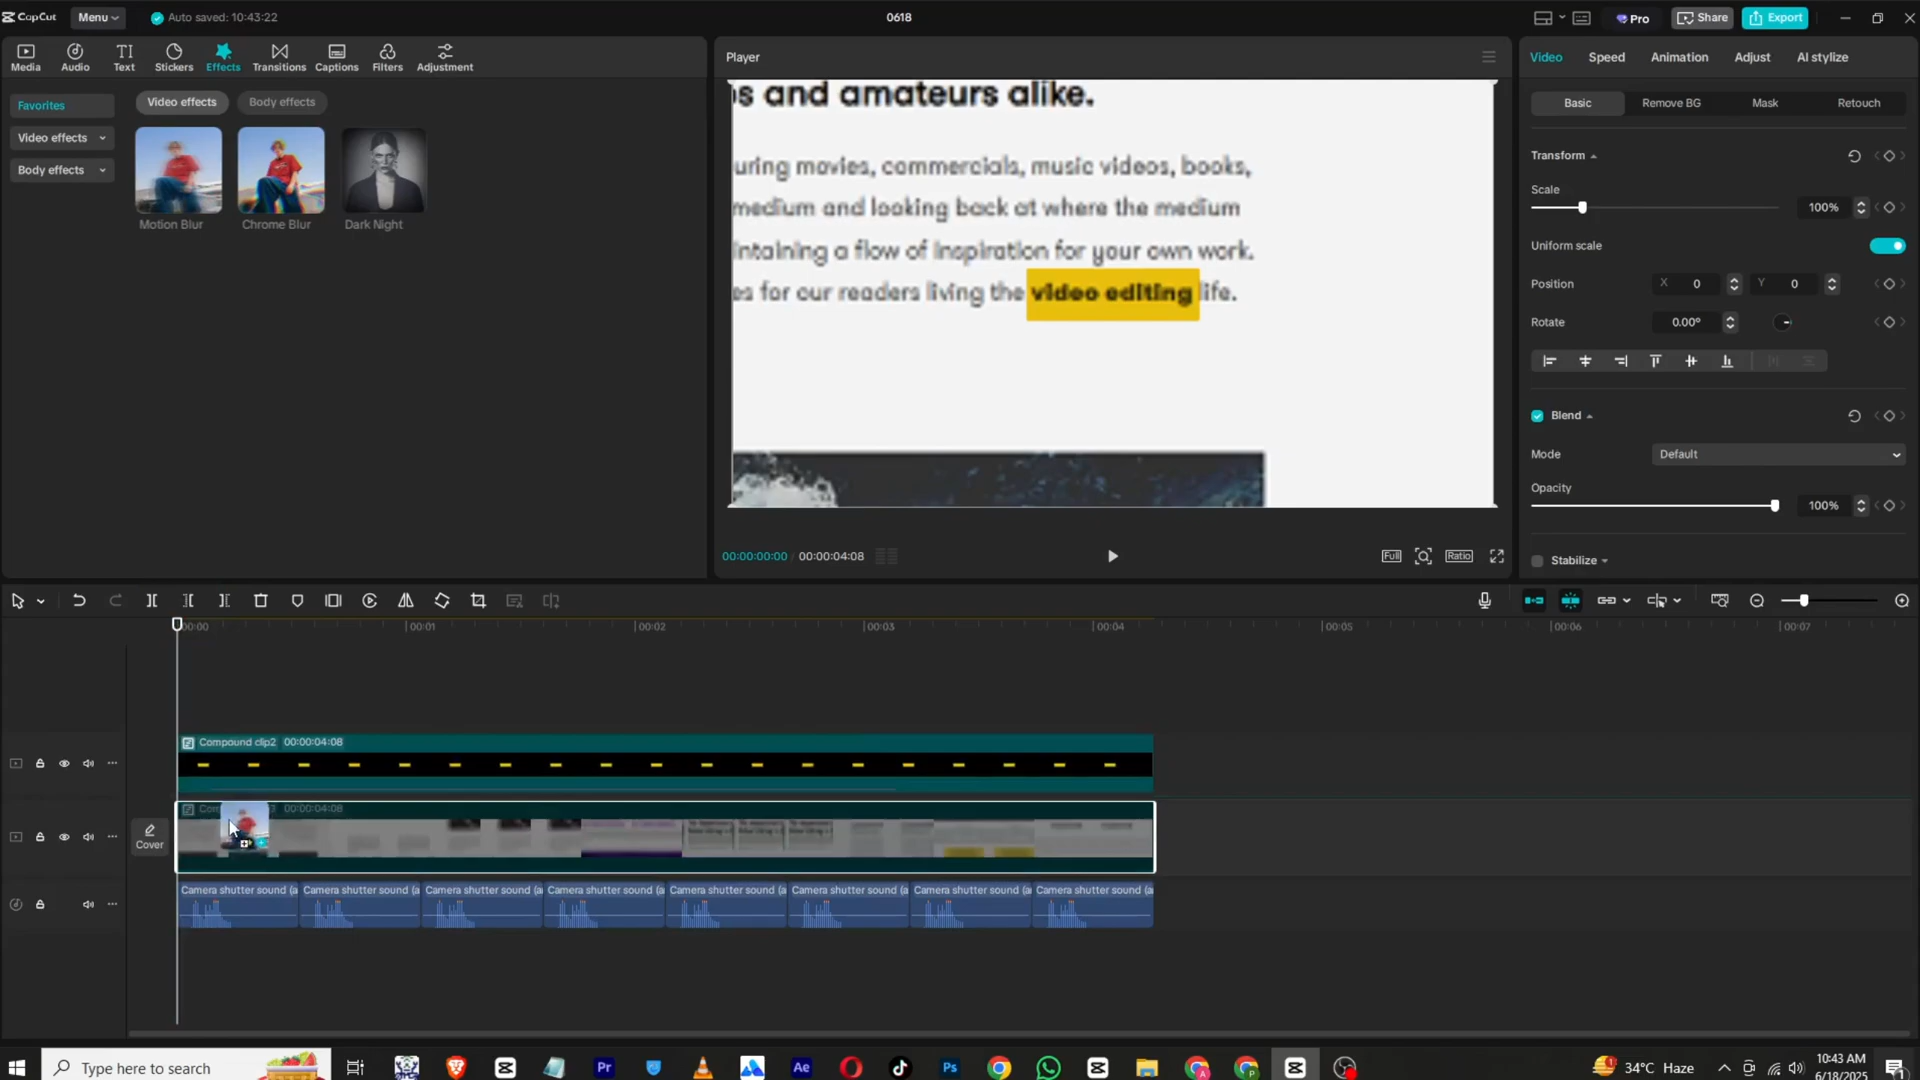 CapCut Menu Auto saved: 10:43:22 0618 Pro Share Export
Media Audio Text Stickers Effects Transitions Captions Filters Adjustment
Favorites Video effects Body effects
Video effects
Body effects
Motion Blur Chrome Blur Dark Night
Player
and amateurs alike.
uring movies, commercials, music videos, books,
medium and looking back at where the medium
intaining a flow of inspiration for your own work.
es for our readers living the video editing life.
00:00:00:00 / 00:00:04:08 Full Ratio
Video Speed Animation Adjust AI stylize
Basic Remove BG Mask Retouch
Transform
Scale
100%
Uniform scale
Position X 0 Y 0
Rotate 0.00°
Blend
Mode Default
Opacity
100%
Stabilize
00:00 00:01 00:02 00:03 00:04 00:05 00:06 00:07
Compound clip2 00:00:04:08
00:00:04:08
Cover
Camera shutter sound (a Camera shutter sound (a Camera shutter sound (a Camera shutter sound (a Camera shutter sound (a Camera shutter sound (a Camera shutter sound (a Camera shutter sound (a
Type here to search Pr Ae Ps 34°C Haze 10:43 AM
6/18/2025